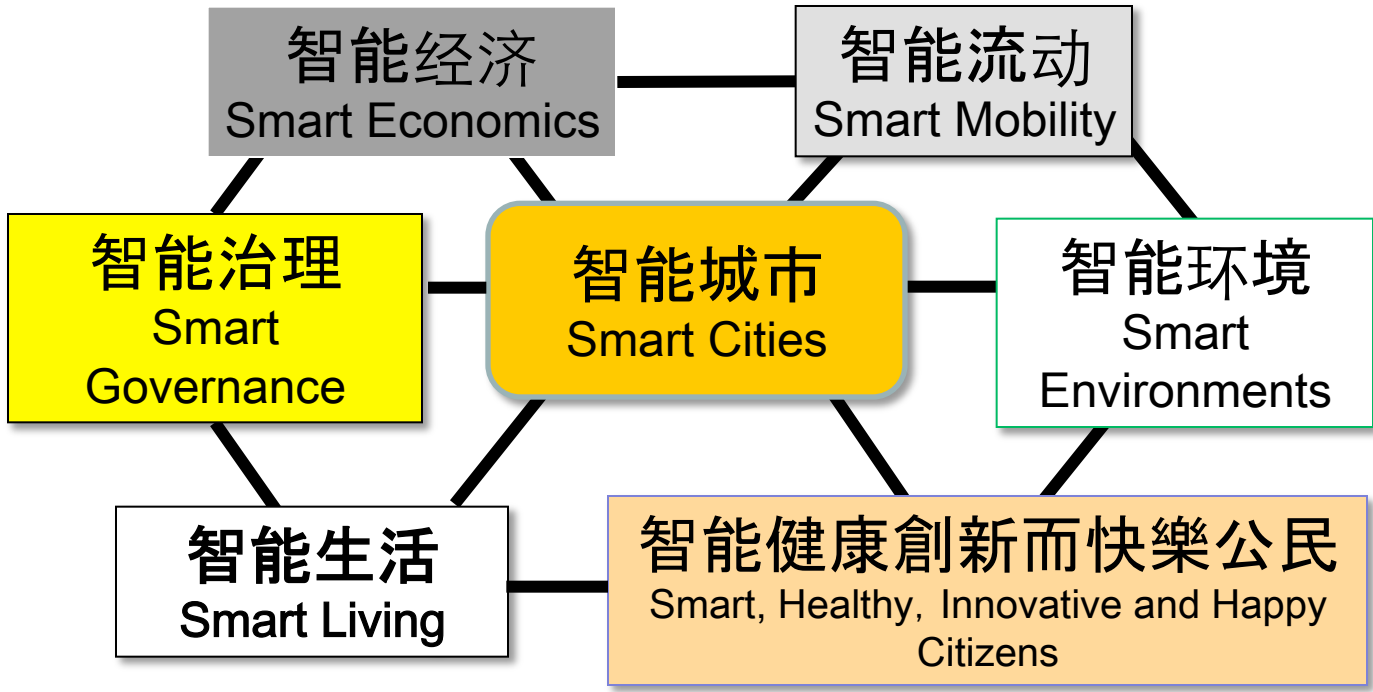 智能经济
Smart Economics
智能流动
Smart Mobility
智能治理
Smart
Governance
智能城市
Smart Cities
智能环境
Smart
Environments
智能生活
Smart Living
智能健康創新而快樂公民
Smart, Healthy, Innovative and Happy
Citizens